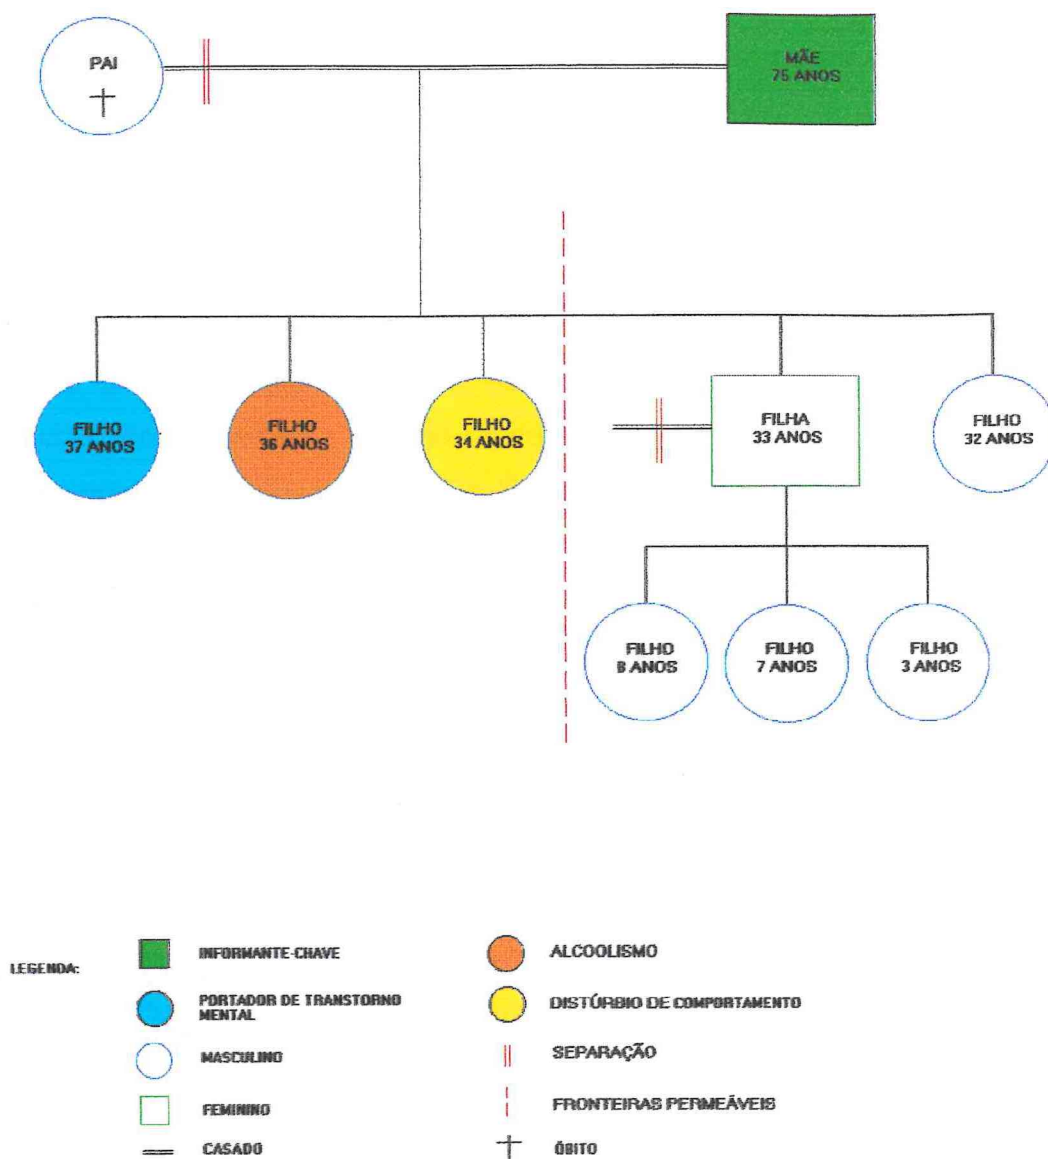 PAI
MÃE
75 ANOS
FILHO
37 ANOS
FILHO
36 ANOS
FILHO
34 ANOS
FILHA
33 ANOS
FILHO
32 ANOS
FILHO
8 ANOS
FILHO
7 ANOS
FILHO
3 ANOS
LEGENDA:
INFORMANTE-CHAVE
ALCOOLISMO
PORTADOR DE TRANSTORNO
MENTAL
DISTÚRBIO DE COMPORTAMENTO
MASCULINO
SEPARAÇÃO
FEMININO
FRONTEIRAS PERMEÁVEIS
CASADO
ÓBITO